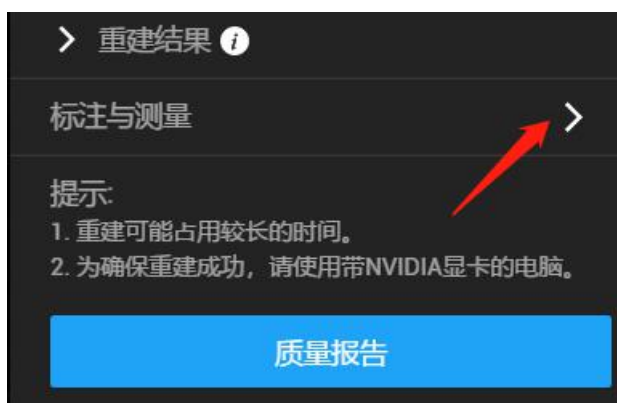 重建结果
标注与测量
提示:
1. 重建可能占用较长的时间。
2. 为确保重建成功，请使用带NVIDIA显卡的电脑。
质量报告